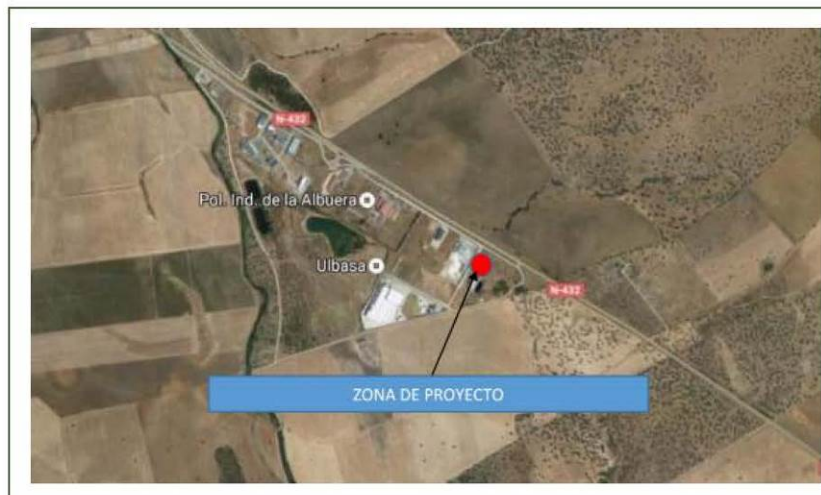 N-432
Pol. Ind. de la Albuera
Ulbasa
N-432
ZONA DE PROYECTO